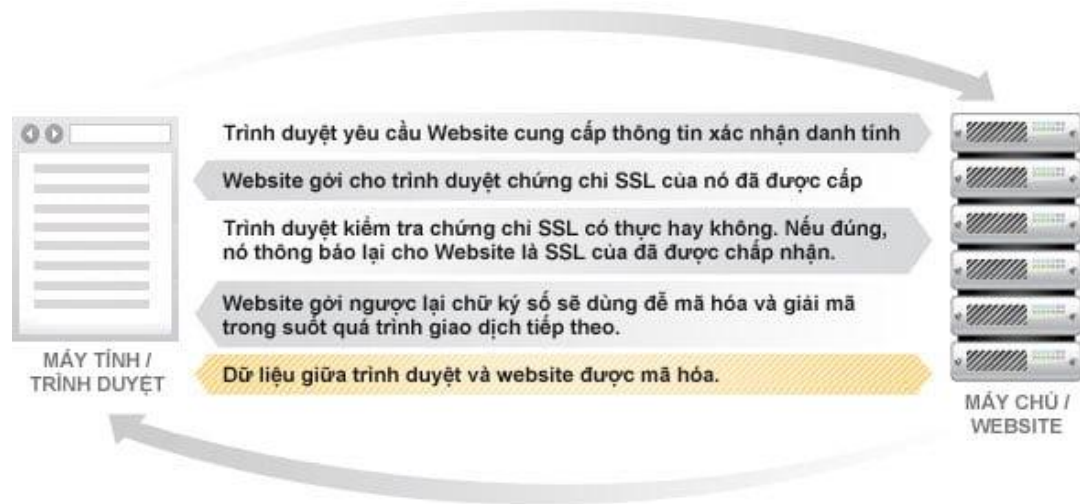 Trình duyệt yêu cầu Website cung cấp thông tin xác nhận danh tính
Website gởi cho trình duyệt chứng chỉ SSL của nó đã được cấp
Trình duyệt kiểm tra chứng chỉ SSL có thực hay không. Nếu đúng,
nó thông báo lại cho Website là SSL của đã được chấp nhận.
Website gởi ngược lại chữ ký số sẽ dùng để mã hóa và giải mã
trong suốt quá trình giao dịch tiếp theo.
Dữ liệu giữa trình duyệt và website được mã hóa.
MÁY TÍNH /
TRÌNH DUYỆT
MÁY CHỦ /
WEBSITE